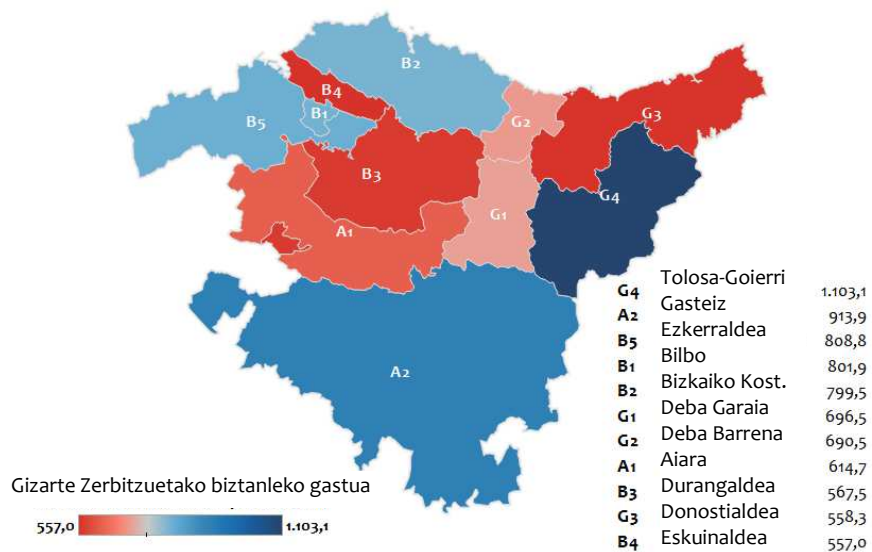 B2
B4
B1
B5
G3
G2
B3
G4
G1
A1
A2
G4 Tolosa-Goierri 1.103,1
A2 Gasteiz 913,9
B5 Ezkerraldea 808,8
B1 Bilbo 801,9
B2 Bizkaiko Kost. 799,5
G1 Deba Garaia 696,5
G2 Deba Barrena 690,5
A1 Aiara 614,7
B3 Durangaldea 567,5
G3 Donostialdea 558,3
B4 Eskuinaldea 557,0
Gizarte Zerbitzuetako biztanleko gastua
557,0 1.103,1